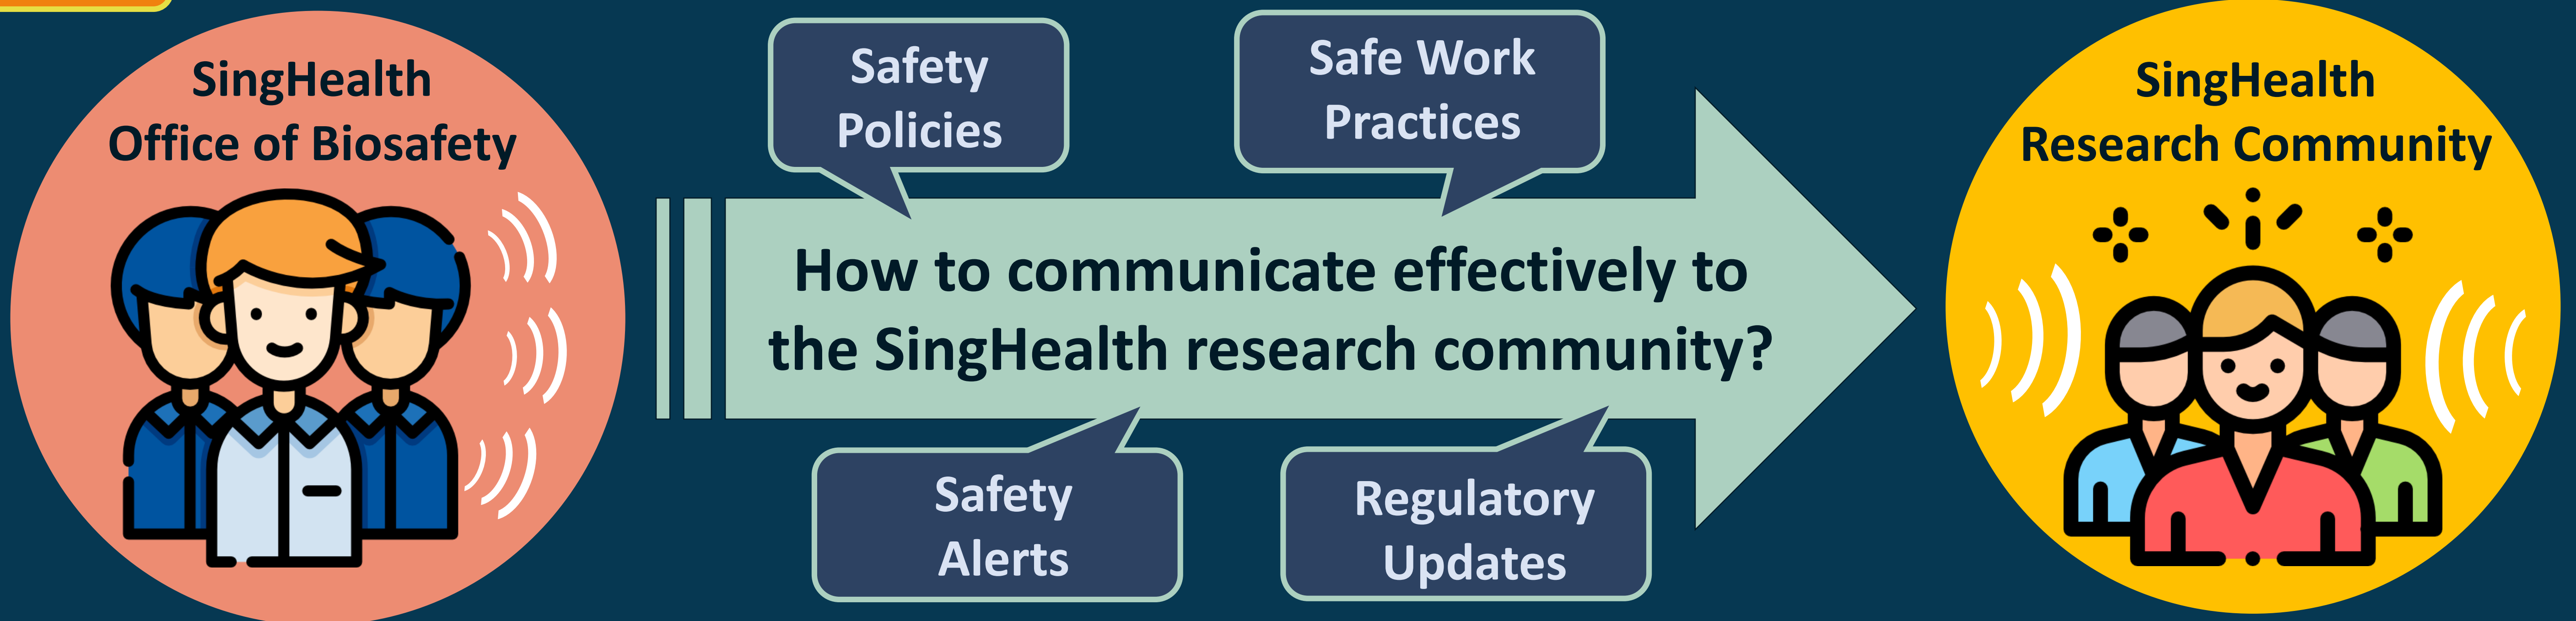 SingHealth
Office of Biosafety
Safety
Policies
Safe Work
Practices
How to communicate effectively to
the SingHealth research community?
Safety
Alerts
Regulatory
Updates
SingHealth
Research Community